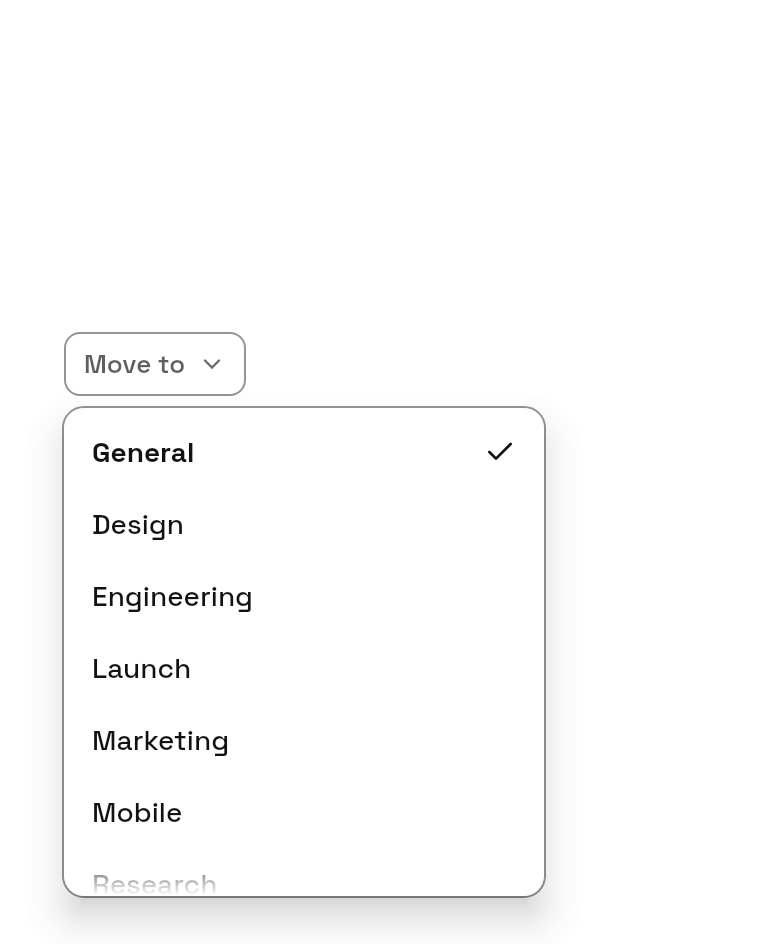 Move to
General
Design
Engineering
Launch
Marketing
Mobile
Research